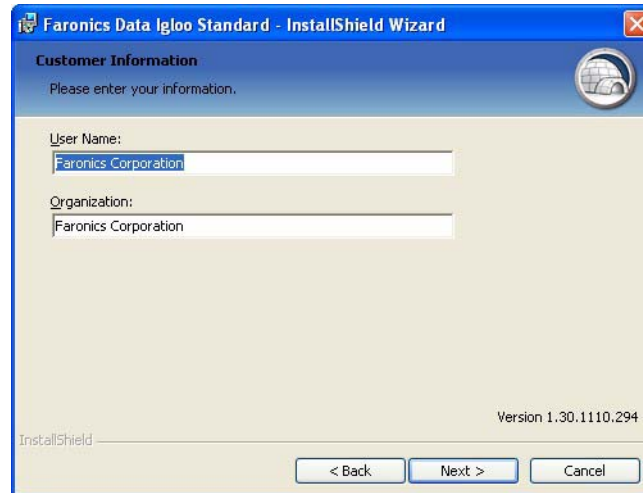 Faronics Data Igloo Standard - InstallShield Wizard
Customer Information
Please enter your information.
User Name:
Faronics Corporation
Organization:
Faronics Corporation
Version 1.30.1110.294
InstallShield
< Back Next > Cancel